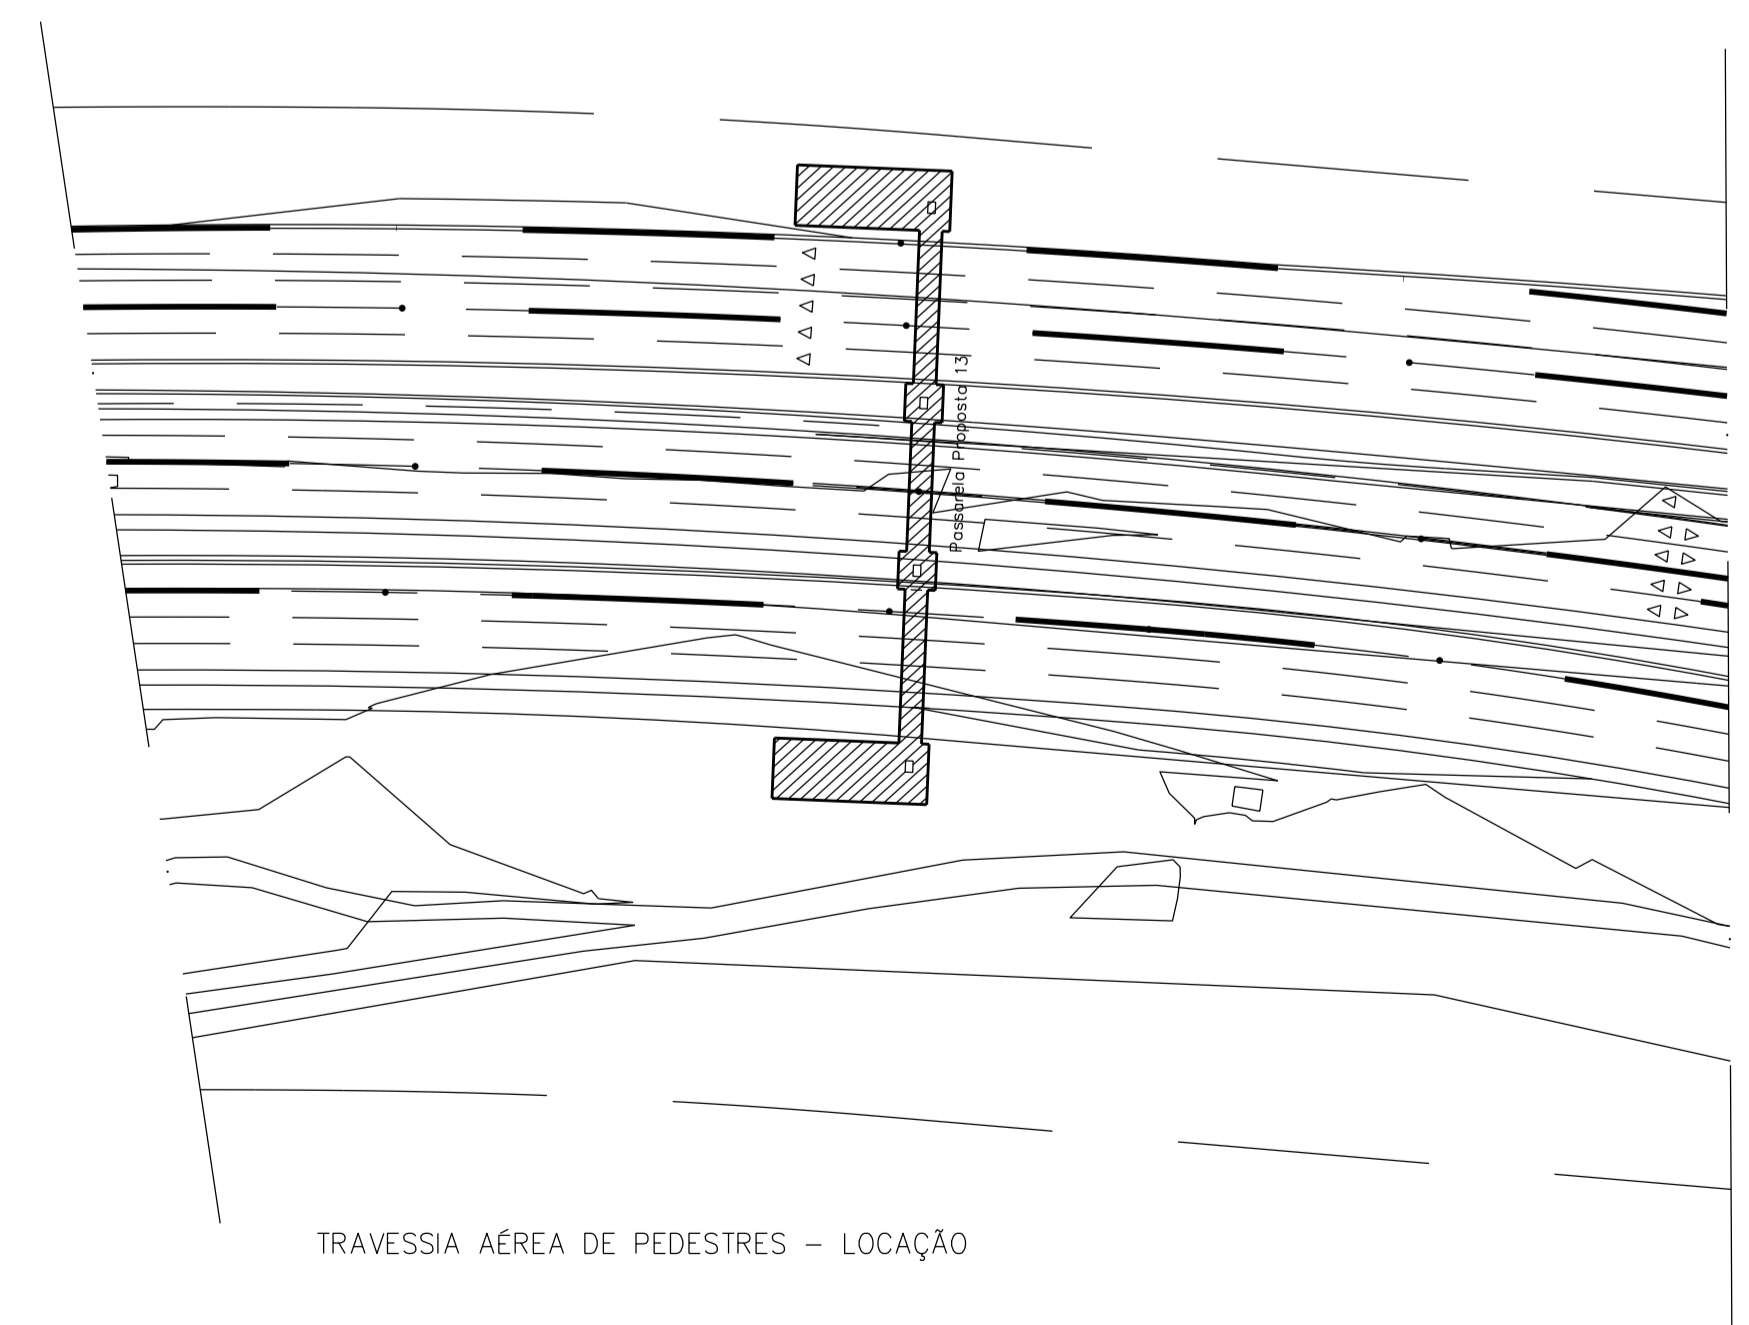 Passarela Proposta 13
TRAVESSIA AÉREA DE PEDESTRES – LOCAÇÃO